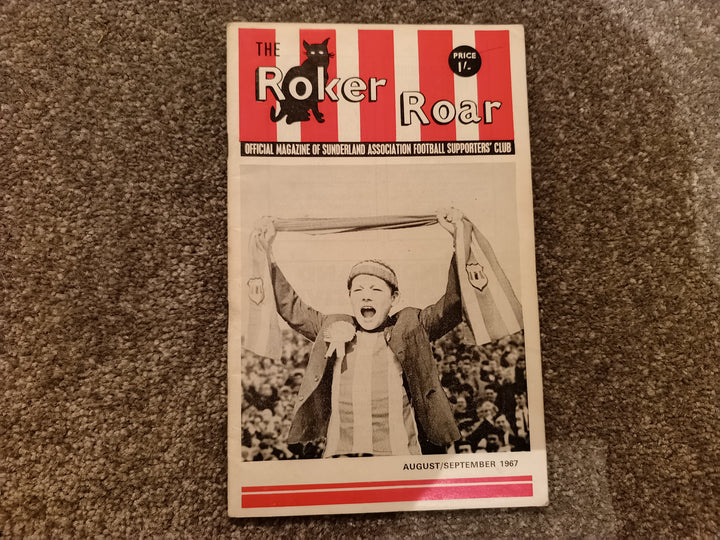 THE
Roker
Roar
PRICE
1/-
OFFICIAL MAGAZINE OF SUNDERLAND ASSOCIATION FOOTBALL SUPPORTERS' CLUB
AUGUST/SEPTEMBER 1967